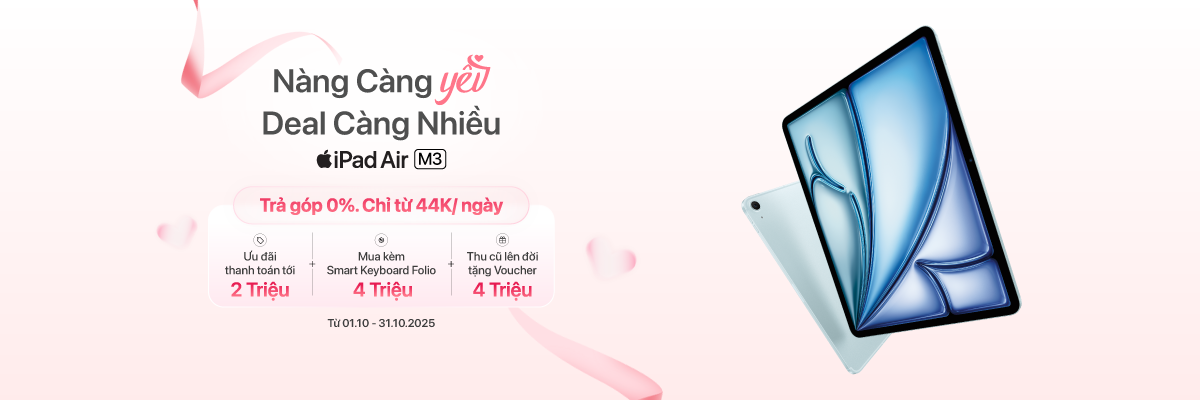 Nàng Càng yêu
Deal Càng Nhiều
iPad Air M3
Trả góp 0%. Chỉ từ 44K/ ngày
Ưu đãi
thanh toán tới
2 Triệu
+
Mua kèm
Smart Keyboard Folio
4 Triệu
+
Thu cũ lên đời
tặng Voucher
4 Triệu
Từ 01.10 - 31.10.2025